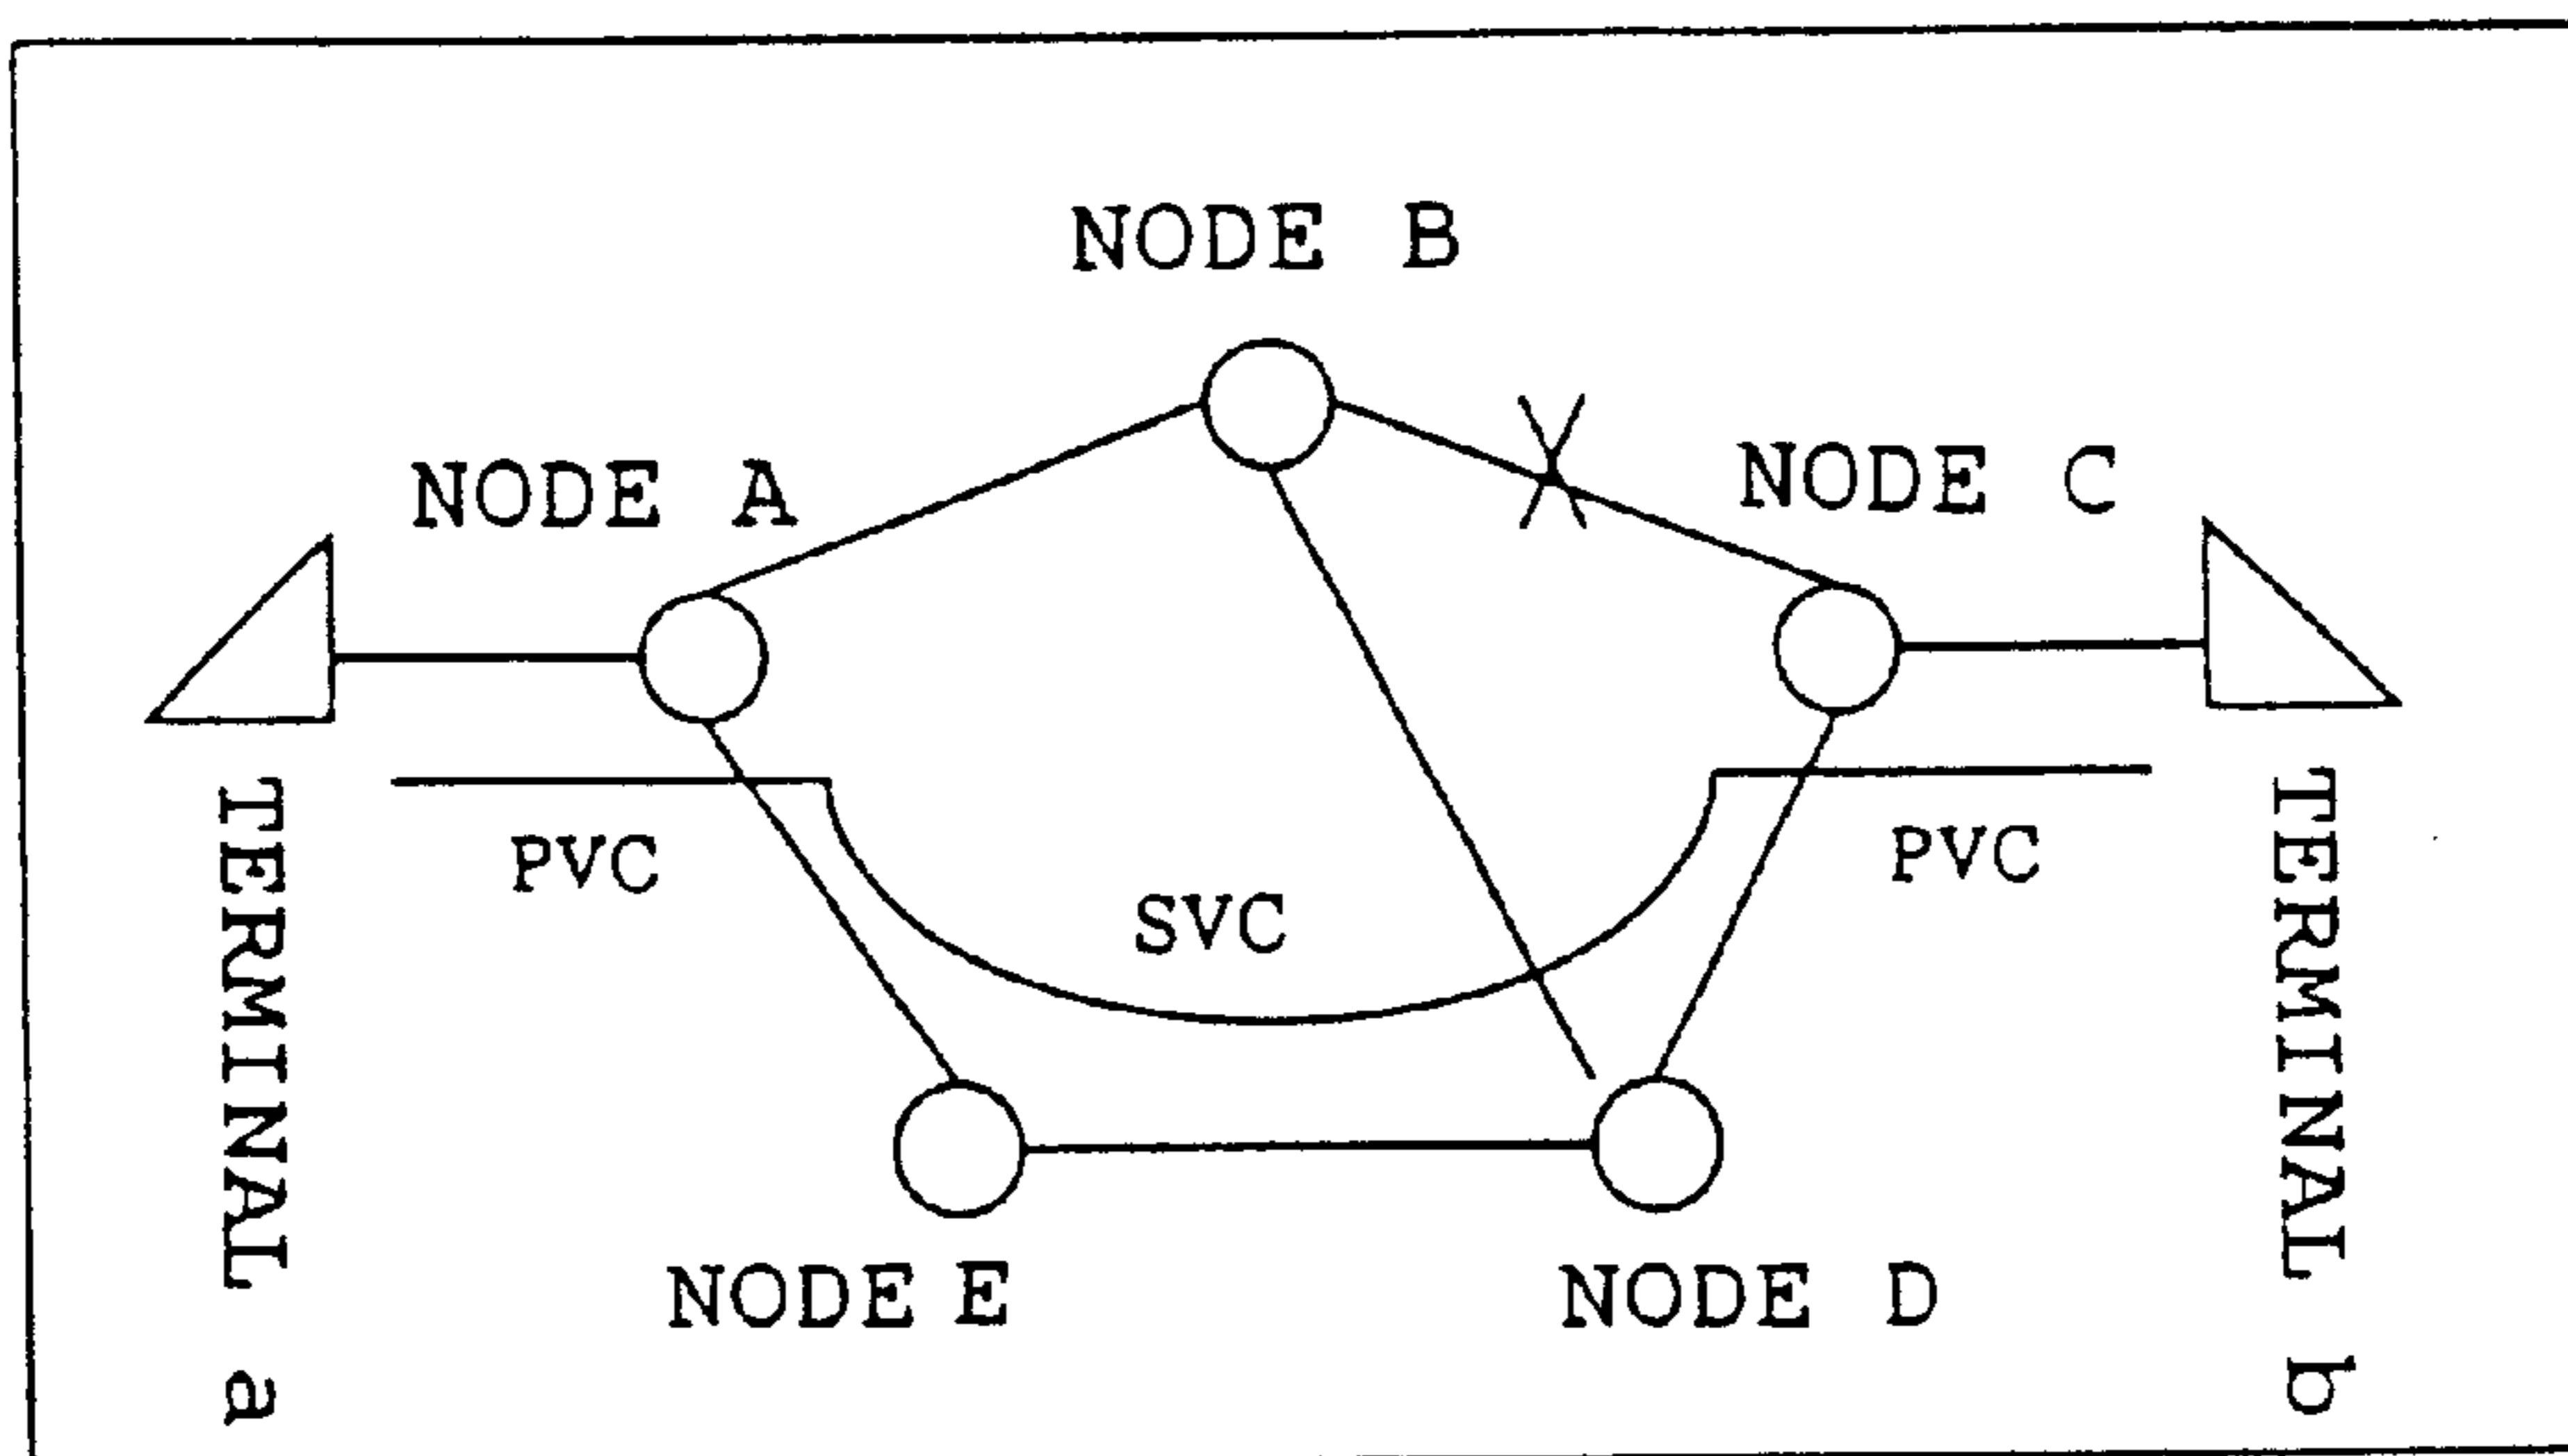 NODE B
NODE A
NODE C
PVC
SVC
PVC
TERMINAL a
TERMINAL b
NODE E
NODE D